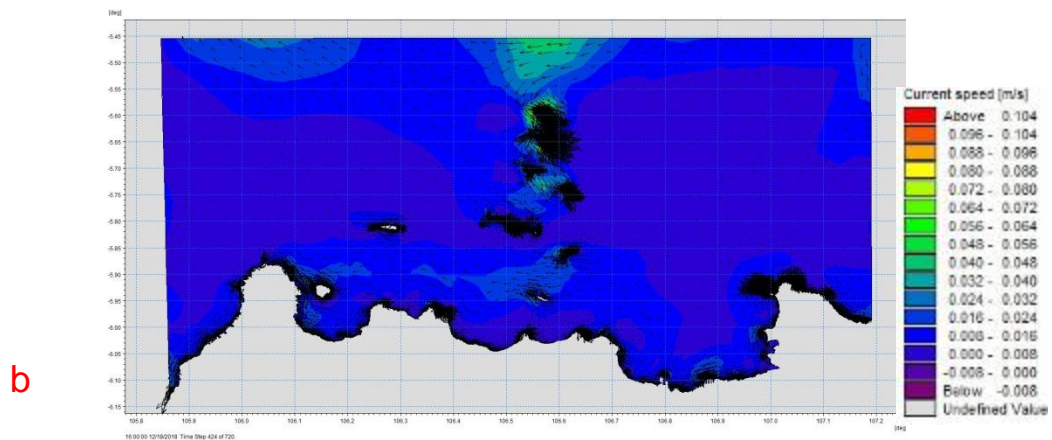 [deg]
-5.45
-5.50
-5.55
-5.60
-5.65
-5.70
-5.75
-5.80
-5.85
-5.90
-5.95
-6.00
-6.05
-6.10
-6.15
105.8 105.9 106.0 106.1 106.2 106.3 106.4 106.5 106.6 106.7 106.8 106.9 107.0 107.1 107.2
[deg
16:00:00 12/18/2018 Time Step 424 of 720.
Current speed [m/s]
Above 0.104
0.096 - 0.104
0.088 - 0.096
0.080 - 0.088
0.072 - 0.080
0.064 - 0.072
0.056 - 0.064
0.048 - 0.056
0.040 - 0.048
0.032 - 0.040
0.024 - 0.032
0.016 - 0.024
0.008 - 0.016
0.000 - 0.008
-0.008 - 0.000
Below -0.008
Undefined Value
b